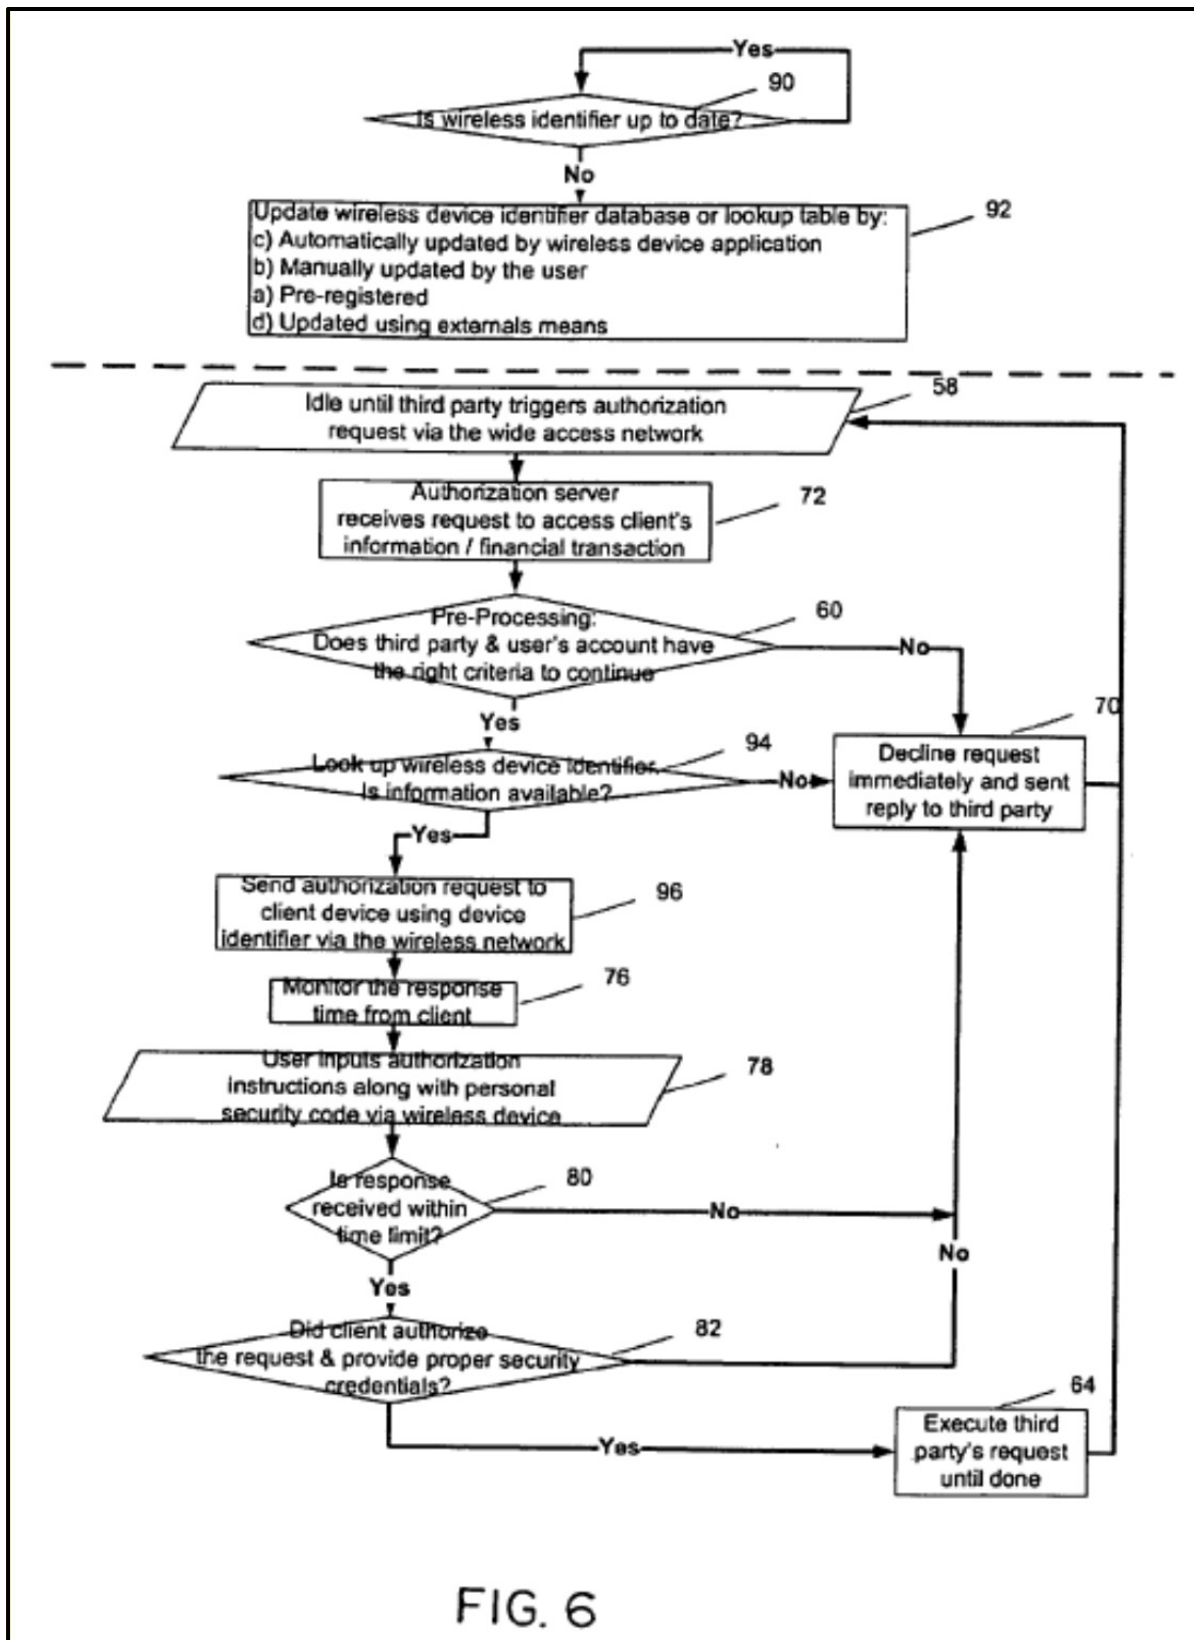 Yes
90
Is wireless identifier up to date?
No
92
Update wireless device identifier database or lookup table by:
c) Automatically updated by wireless device application
b) Manually updated by the user
a) Pre-registered
d) Updated using externals means
58
Idle until third party triggers authorization
request via the wide access network
72
Authorization server
receives request to access client's
information / financial transaction
60
Pre-Processing:
Does third party & user's account have
the right criteria to continue
No
Yes
70
Decline request
immediately and sent
reply to third party
94
Look up wireless device identifier.
Is information available?
No
Yes
96
Send authorization request to
client device using device
identifier via the wireless network
76
Monitor the response
time from client
78
User inputs authorization
instructions along with personal
security code via wireless device
80
Is response
received within
time limit?
No
No
Yes
82
Did client authorize
the request & provide proper security
credentials?
64
Execute third
party's request
until done
Yes
FIG. 6